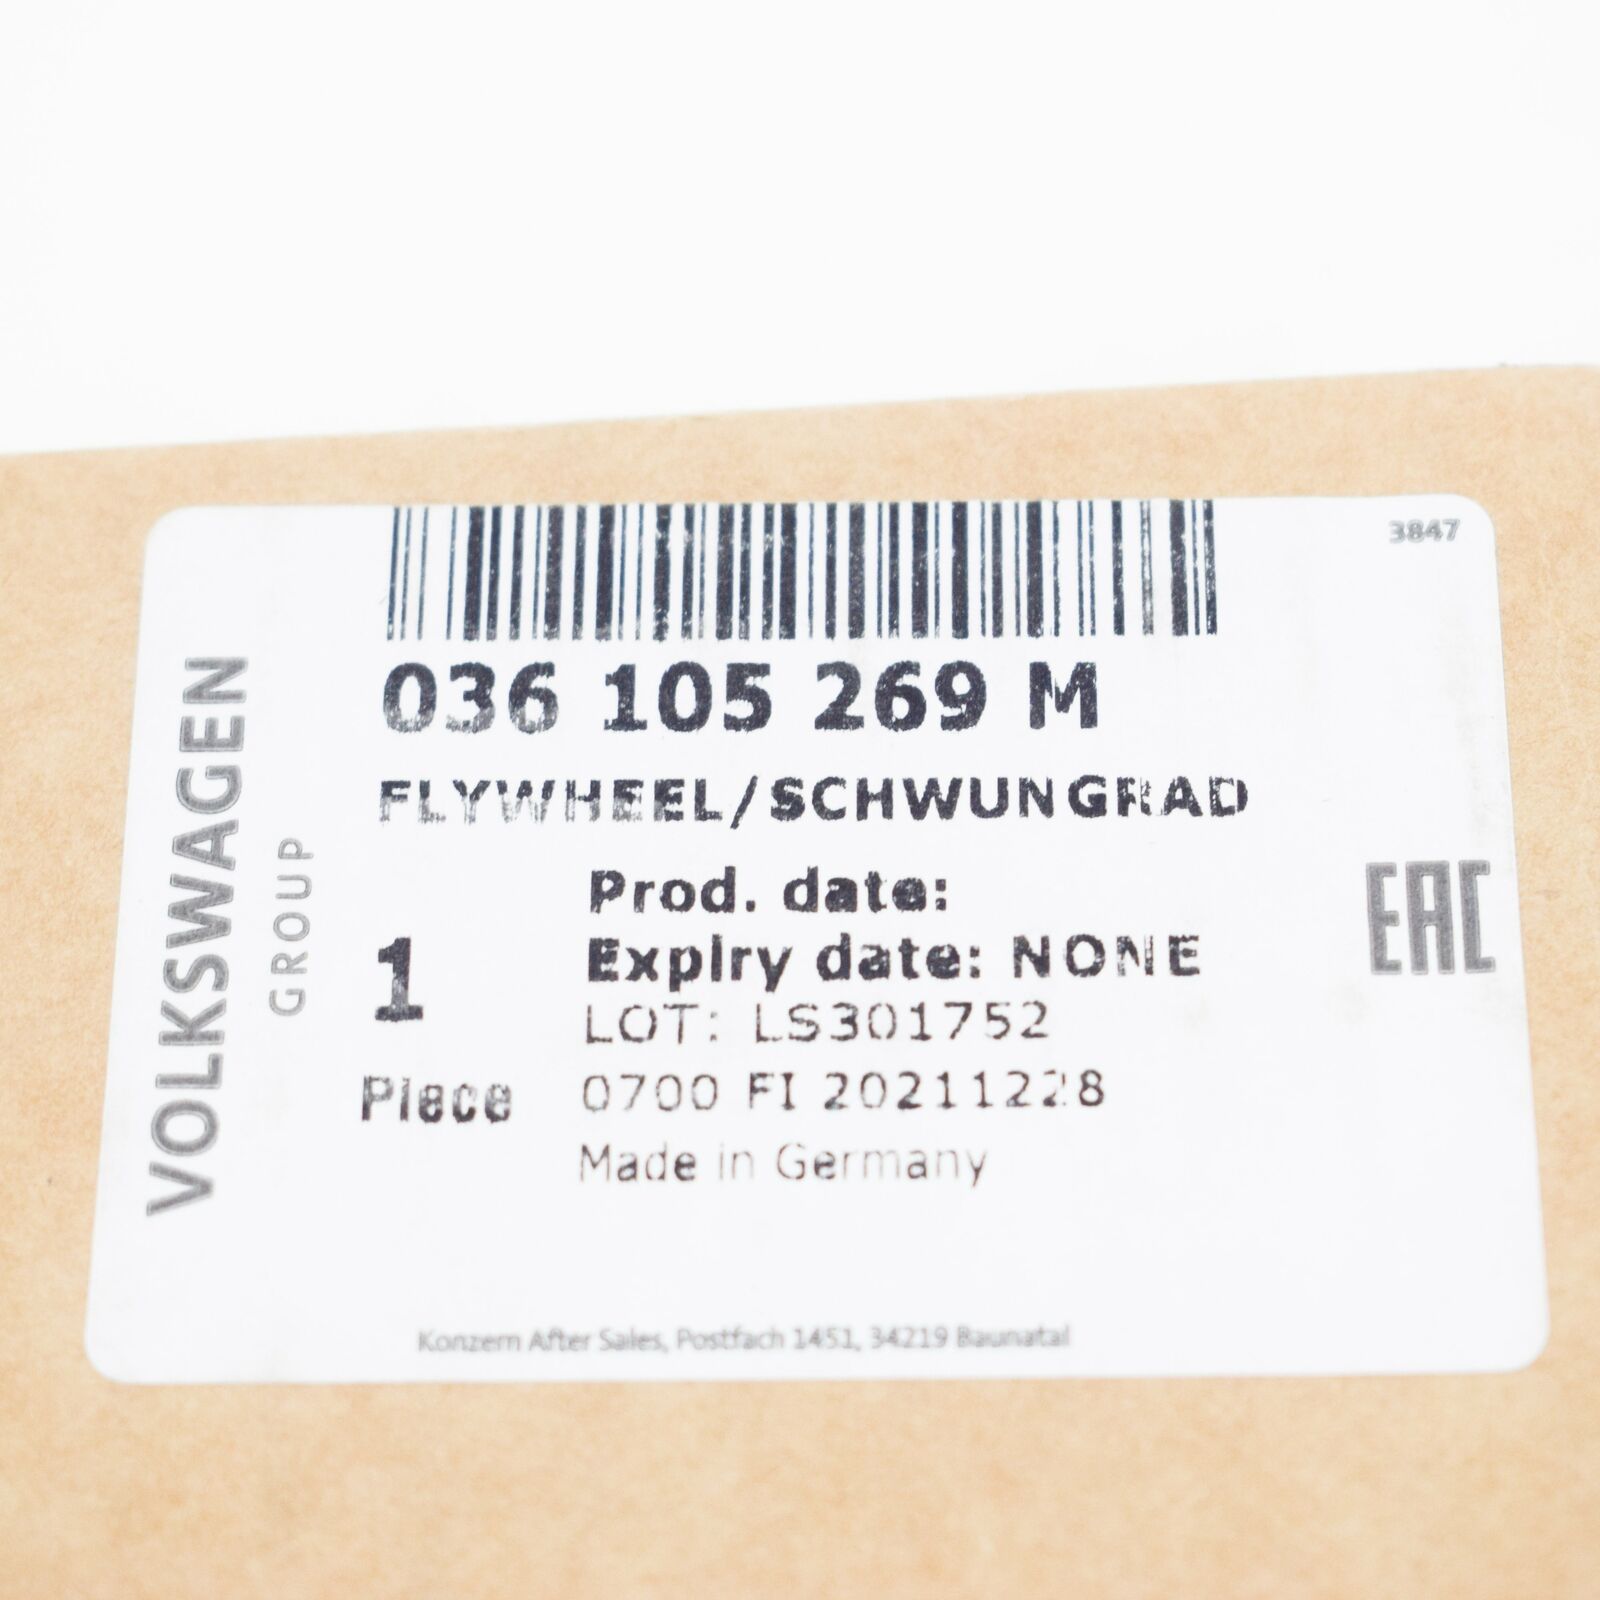 3847
036 105 269 M
FLYWHEEL/SCHWUNGRAD
VOLKSWAGEN
GROUP
1
Piece
Prod. date:
Expiry date: NONE
LOT: LS301752
0700 FI 20211228
Made in Germany
EAC
Konzern After Sales, Postfach 1451, 34219 Baunatal